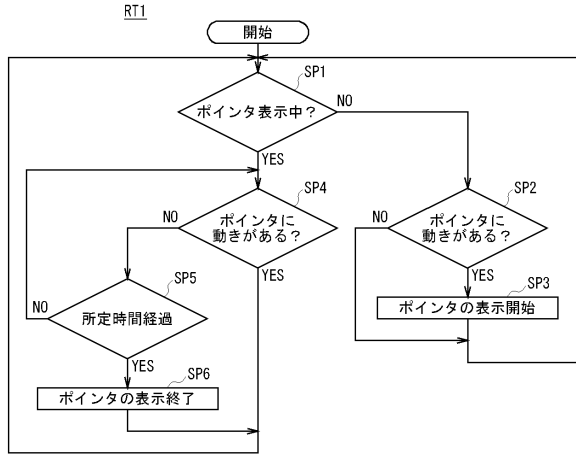 RT1
開始
SP1
ポインタ表示中？
NO
YES
SP4
ポインタに
動きがある？
NO
YES
SP2
ポインタに
動きがある？
NO
YES
SP3
ポインタの表示開始
SP5
所定時間経過
NO
YES
SP6
ポインタの表示終了